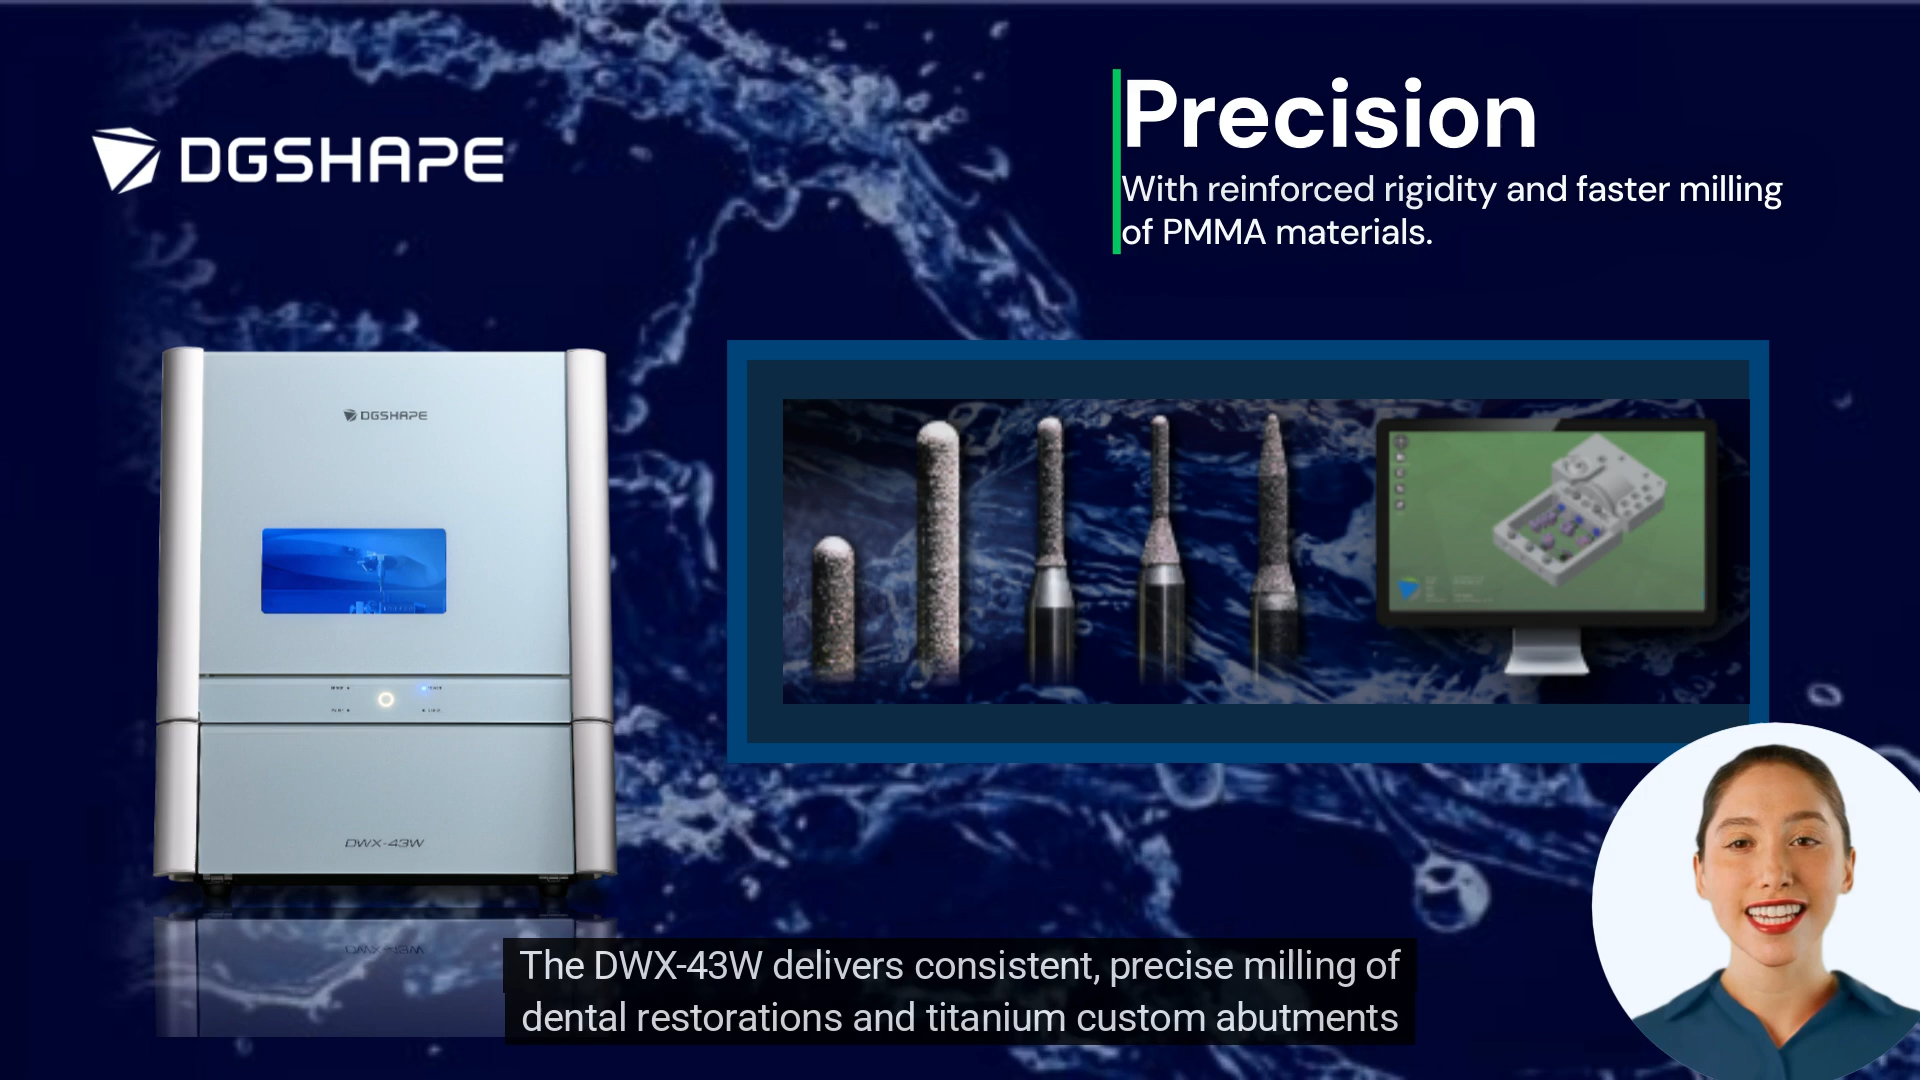 DGSHAPE
Precision
With reinforced rigidity and faster milling
of PMMA materials.
DGSHAPE
DWX-43W
The DWX-43W delivers consistent, precise milling of
dental restorations and titanium custom abutments